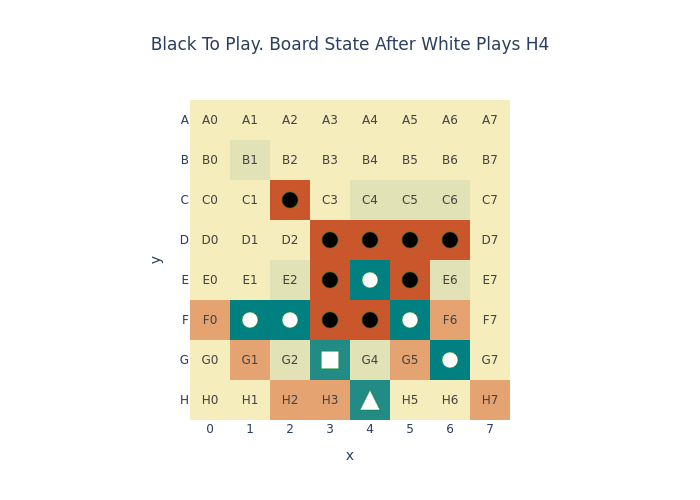 Black To Play. Board State After White Plays H4
A A0 A1 A2 A3 A4 A5 A6 A7
B B0 B1 B2 B3 B4 B5 B6 B7
C C0 C1 C3 C4 C5 C6 C7
D D0 D1 D2 D7
y
E E0 E1 E2 E6 E7
F F0 F6 F7
G G0 G1 G2 G4 G5 G7
H H0 H1 H2 H3 H5 H6 H7
0 1 2 3 4 5 6 7
x